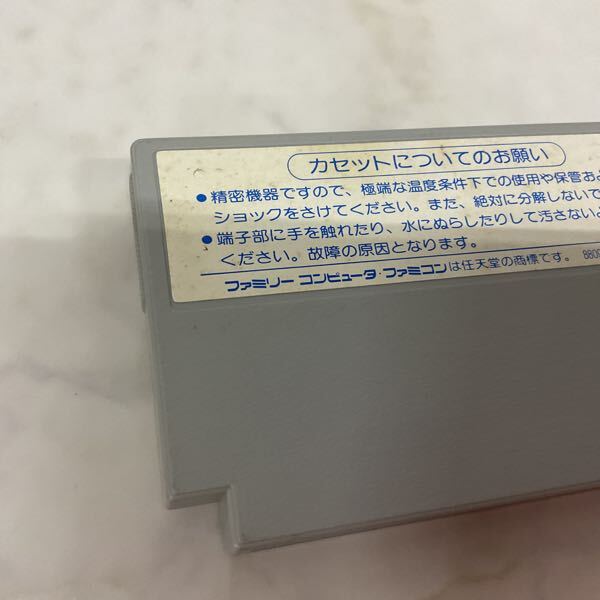 カセットについてのお願い
●精密機器ですので、極端な温度条件下での使用や保管およ
ショックをさけてください。また、絶対に分解しないで
●端子部に手を触れたり、水にぬらしたりして汚さないよ
ください。故障の原因となります。
ファミリー コンピュータ・ファミコンは任天堂の商標です。 880